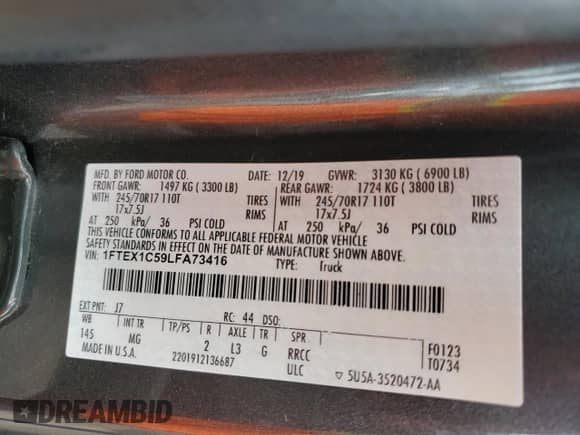 MFD. BY FORD MOTOR CO. DATE: 12/19 GVWR: 3130 KG ( 6900 LB)
FRONT GAWR: 1497 KG ( 3300 LB) REAR GAWR: 1724 KG ( 3800 LB)
WITH 245/70R17 110T TIRES WITH 245/70R17 110T TIRES
17x7.5J RIMS 17x7.5J RIMS
AT 250 kPa/ 36 PSI COLD AT 250 kPa/ 36 PSI COLD
THIS VEHICLE CONFORMS TO ALL APPLICABLE FEDERAL MOTOR VEHICLE
SAFETY STANDARDS IN EFFECT ON THE DATE OF MANUFACTURE SHOWN ABOVE.
VIN: 1FTEX1C59LFA73416
TYPE: Truck
EXT PNT: J7 RC: 44 DSO:
WB INT TR TP/PS R AXLE TR SPR
145 MG 2 L3 G RRCC
F0123
T0734
MADE IN U.S.A. 2201912136687 ULC ▽ 5U5A-3520472-AA
DREAMBID